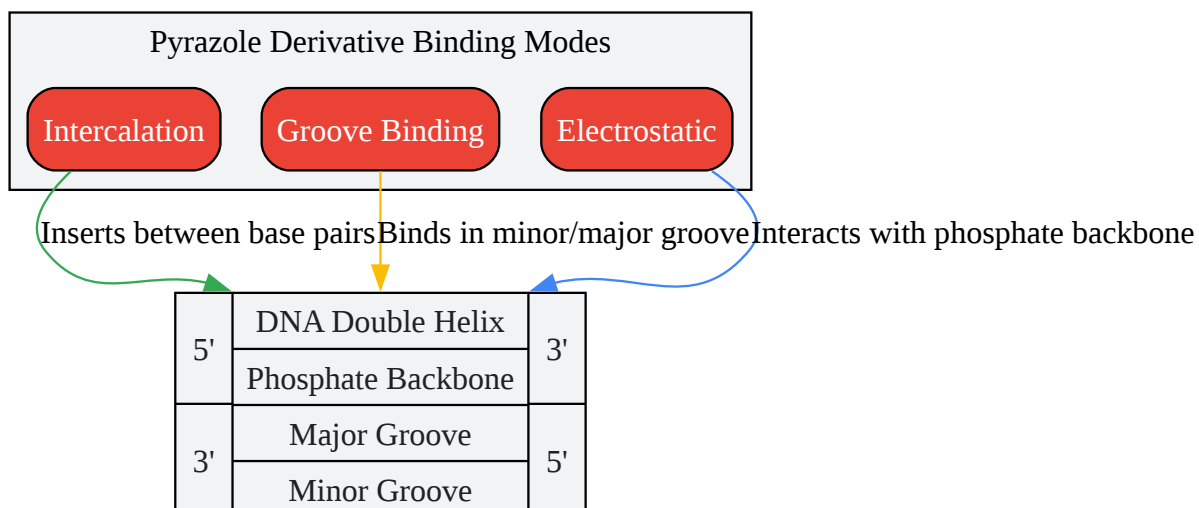 Pyrazole Derivative Binding Modes
Intercalation
Groove Binding
Electrostatic
Inserts between base pairs
Binds in minor/major groove
Interacts with phosphate backbone
5'
DNA Double Helix
3'
Phosphate Backbone
3'
Major Groove
5'
Minor Groove